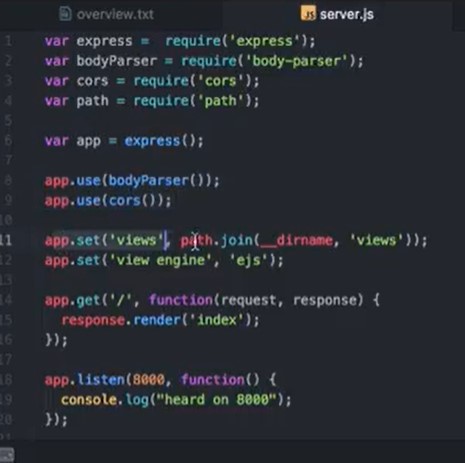 overview.txt
JS server.js
1 var express =  require('express');
2 var bodyParser = require('body-parser');
3 var cors = require('cors');
4 var path = require('path');
5
6 var app = express();
7
8 app.use(bodyParser());
9 app.use(cors());
10
11 app.set('views', path.join(__dirname, 'views'));
12 app.set('view engine', 'ejs');
13
14 app.get('/', function(request, response) {
15   response.render('index');
16 });
17
18 app.listen(8000, function() {
19   console.log("heard on 8000");
20 });
21